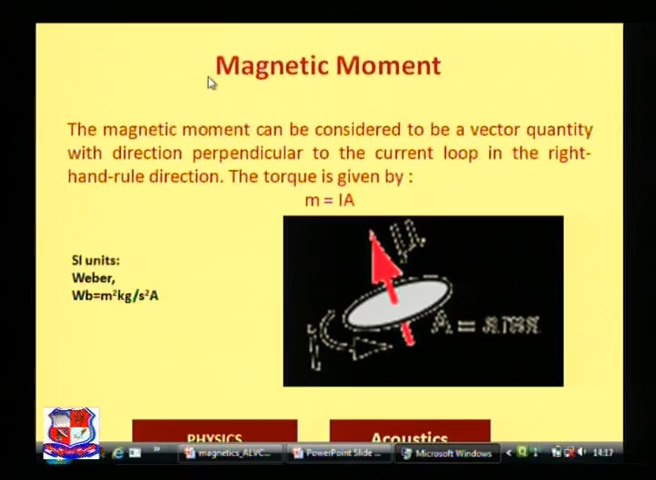 Magnetic Moment
The magnetic moment can be considered to be a vector quantity
with direction perpendicular to the current loop in the right-
hand-rule direction. The torque is given by :
m = IA
SI units:
Weber,
Wb=m²kg/s²A
μ
A = area
i
PHYSICS
Acoustics
magnetics_ALVC...
PowerPoint Slide ...
Microsoft Windows
14:17